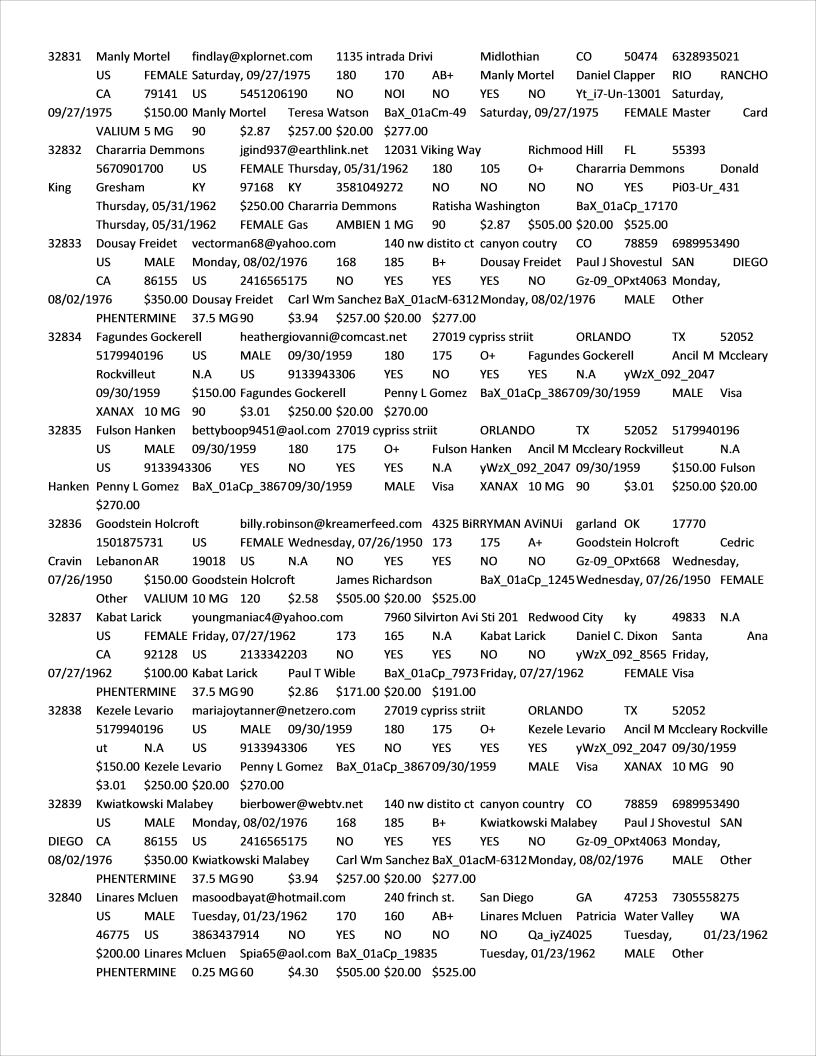 32831 Manly Mortel findlay@xplornet.com 1135 intrada Drivi Midlothian CO 50474 6328935021
US FEMALE Saturday, 09/27/1975 180 170 AB+ Manly Mortel Daniel Clapper RIO RANCHO
CA 79141 US 5451206190 NO NOI NO YES NO Yt_i7-Un-13001 Saturday,
09/27/1975 $150.00 Manly Mortel Teresa Watson BaX_01aCm-49 Saturday, 09/27/1975 FEMALE Master Card
VALIUM 5 MG 90 $2.87 $257.00 $20.00 $277.00
32832 Chararria Demmons jgind937@earthlink.net 12031 Viking Way Richmood Hill FL 55393
5670901700 US FEMALE Thursday, 05/31/1962 180 105 O+ Chararria Demmons Donald
King Gresham KY 97168 KY 3581049272 NO NO NO NO YES Pi03-Ur_431
Thursday, 05/31/1962 $250.00 Chararria Demmons Ratisha Washington BaX_01aCp_17170
Thursday, 05/31/1962 FEMALE Gas AMBIEN 1 MG 90 $2.87 $505.00 $20.00 $525.00
32833 Dousay Freidet vectorman68@yahoo.com 140 nw distito ct canyon coutry CO 78859 6989953490
US MALE Monday, 08/02/1976 168 185 B+ Dousay Freidet Paul J Shovestul SAN DIEGO
CA 86155 US 2416565175 NO YES YES YES NO Gz-09_OPxt4063 Monday,
08/02/1976 $350.00 Dousay Freidet Carl Wm Sanchez BaX_01acM-6312 Monday, 08/02/1976 MALE Other
PHENTERMINE 37.5 MG 90 $3.94 $257.00 $20.00 $277.00
32834 Fagundes Gockerell heathergiovanni@comcast.net 27019 cypriss striit ORLANDO TX 52052
5179940196 US MALE 09/30/1959 180 175 O+ Fagundes Gockerell Ancil M Mccleary
Rockvilleut N.A US 9133943306 YES NO YES YES N.A yWzX_092_2047
09/30/1959 $150.00 Fagundes Gockerell Penny L Gomez BaX_01aCp_3867 09/30/1959 MALE Visa
XANAX 10 MG 90 $3.01 $250.00 $20.00 $270.00
32835 Fulson Hanken bettyboop9451@aol.com 27019 cypriss striit ORLANDO TX 52052 5179940196
US MALE 09/30/1959 180 175 O+ Fulson Hanken Ancil M Mccleary Rockvilleut N.A
US 9133943306 YES NO YES YES N.A yWzX_092_2047 09/30/1959 $150.00 Fulson
Hanken Penny L Gomez BaX_01aCp_3867 09/30/1959 MALE Visa XANAX 10 MG 90 $3.01 $250.00 $20.00
$270.00
32836 Goodstein Holcroft billy.robinson@kreamerfeed.com 4325 BiRRYMAN AViNUi garland OK 17770
1501875731 US FEMALE Wednesday, 07/26/1950 173 175 A+ Goodstein Holcroft Cedric
Cravin Lebanon AR 19018 US N.A NO YES YES NO NO Gz-09_OPxt668 Wednesday,
07/26/1950 $150.00 Goodstein Holcroft James Richardson BaX_01aCp_1245 Wednesday, 07/26/1950 FEMALE
Other VALIUM 10 MG 120 $2.58 $505.00 $20.00 $525.00
32837 Kabat Larick youngmaniac4@yahoo.com 7960 Silvirton Avi Sti 201 Redwood City ky 49833 N.A
US FEMALE Friday, 07/27/1962 173 165 N.A Kabat Larick Daniel C. Dixon Santa Ana
CA 92128 US 2133342203 NO YES YES NO NO yWzX_092_8565 Friday,
07/27/1962 $100.00 Kabat Larick Paul T Wible BaX_01aCp_7973 Friday, 07/27/1962 FEMALE Visa
PHENTERMINE 37.5 MG 90 $2.86 $171.00 $20.00 $191.00
32838 Kezele Levario mariajoytanner@netzero.com 27019 cypriss striit ORLANDO TX 52052
5179940196 US MALE 09/30/1959 180 175 O+ Kezele Levario Ancil M Mccleary Rockville
ut N.A US 9133943306 YES NO YES YES YES yWzX_092_2047 09/30/1959
$150.00 Kezele Levario Penny L Gomez BaX_01aCp_3867 09/30/1959 MALE Visa XANAX 10 MG 90
$3.01 $250.00 $20.00 $270.00
32839 Kwiatkowski Malabey bierbower@webtv.net 140 nw distito ct canyon country CO 78859 6989953490
US MALE Monday, 08/02/1976 168 185 B+ Kwiatkowski Malabey Paul J Shovestul SAN
DIEGO CA 86155 US 2416565175 NO YES YES YES NO Gz-09_OPxt4063 Monday,
08/02/1976 $350.00 Kwiatkowski Malabey Carl Wm Sanchez BaX_01acM-6312 Monday, 08/02/1976 MALE Other
PHENTERMINE 37.5 MG 90 $3.94 $257.00 $20.00 $277.00
32840 Linares Mcluen masoodbayat@hotmail.com 240 frinch st. San Diego GA 47253 7305558275
US MALE Tuesday, 01/23/1962 170 160 AB+ Linares Mcluen Patricia Water Valley WA
46775 US 3863437914 NO YES NO NO NO Qa_iyZ4025 Tuesday, 01/23/1962
$200.00 Linares Mcluen Spia65@aol.com BaX_01aCp_19835 Tuesday, 01/23/1962 MALE Other
PHENTERMINE 0.25 MG 60 $4.30 $505.00 $20.00 $525.00